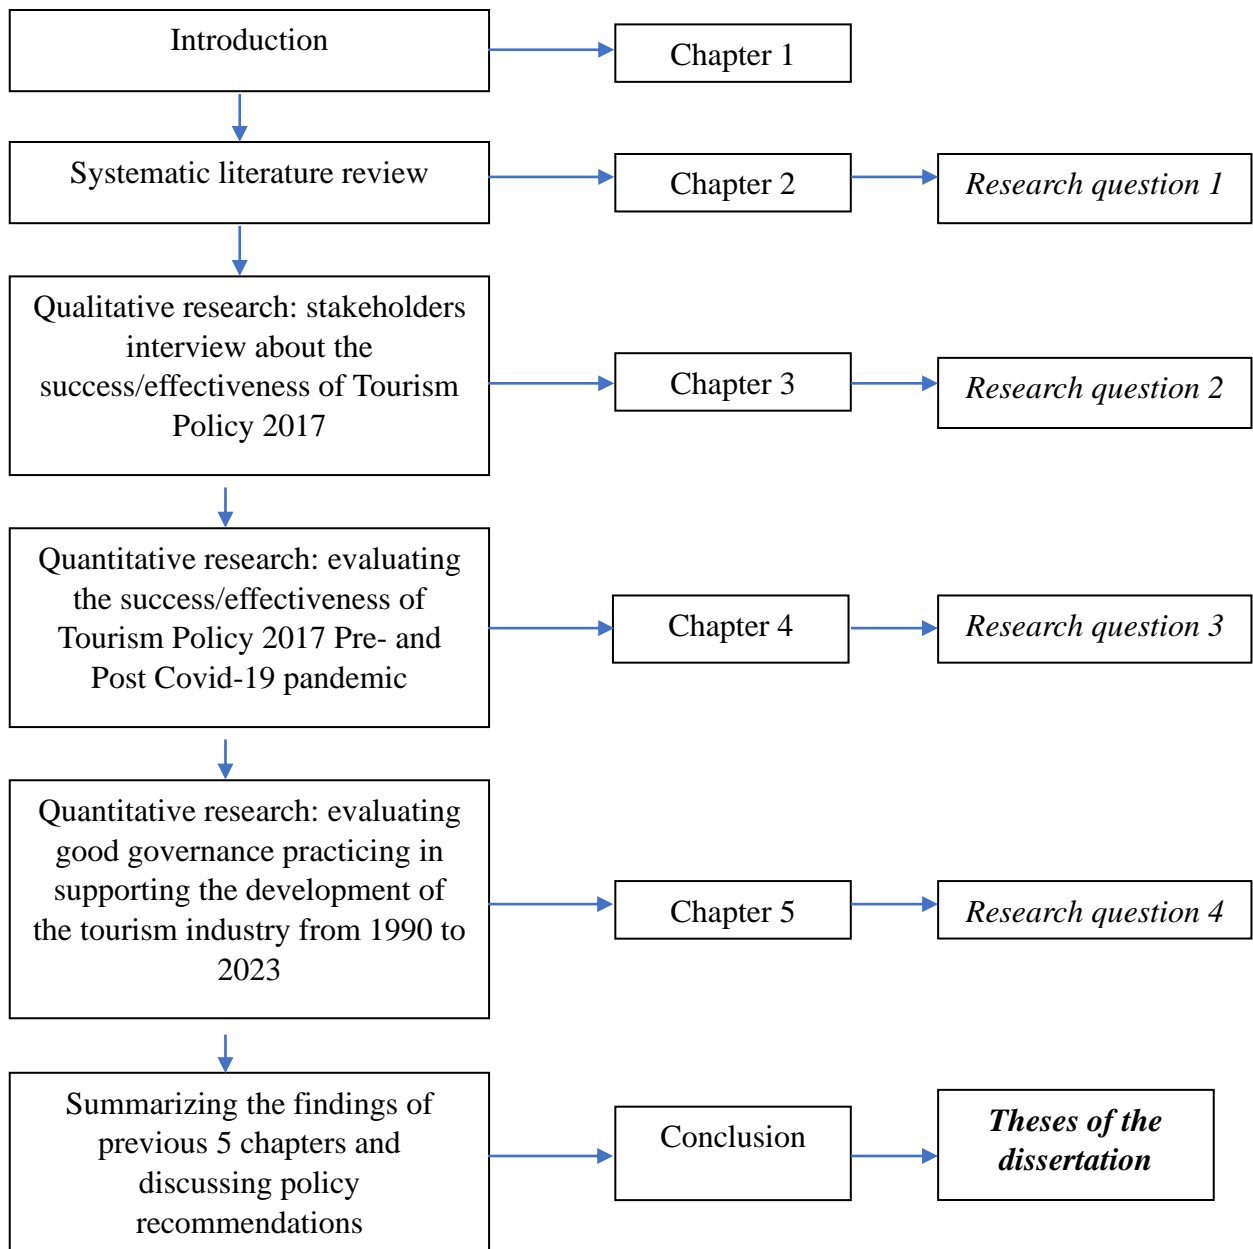 Introduction
Chapter 1
Systematic literature review
Chapter 2
Research question 1
Qualitative research: stakeholders
interview about the
success/effectiveness of Tourism
Policy 2017
Chapter 3
Research question 2
Quantitative research: evaluating
the success/effectiveness of
Tourism Policy 2017 Pre- and
Post Covid-19 pandemic
Chapter 4
Research question 3
Quantitative research: evaluating
good governance practicing in
supporting the development of
the tourism industry from 1990 to
2023
Chapter 5
Research question 4
Summarizing the findings of
previous 5 chapters and
discussing policy
recommendations
Conclusion
Theses of the
dissertation